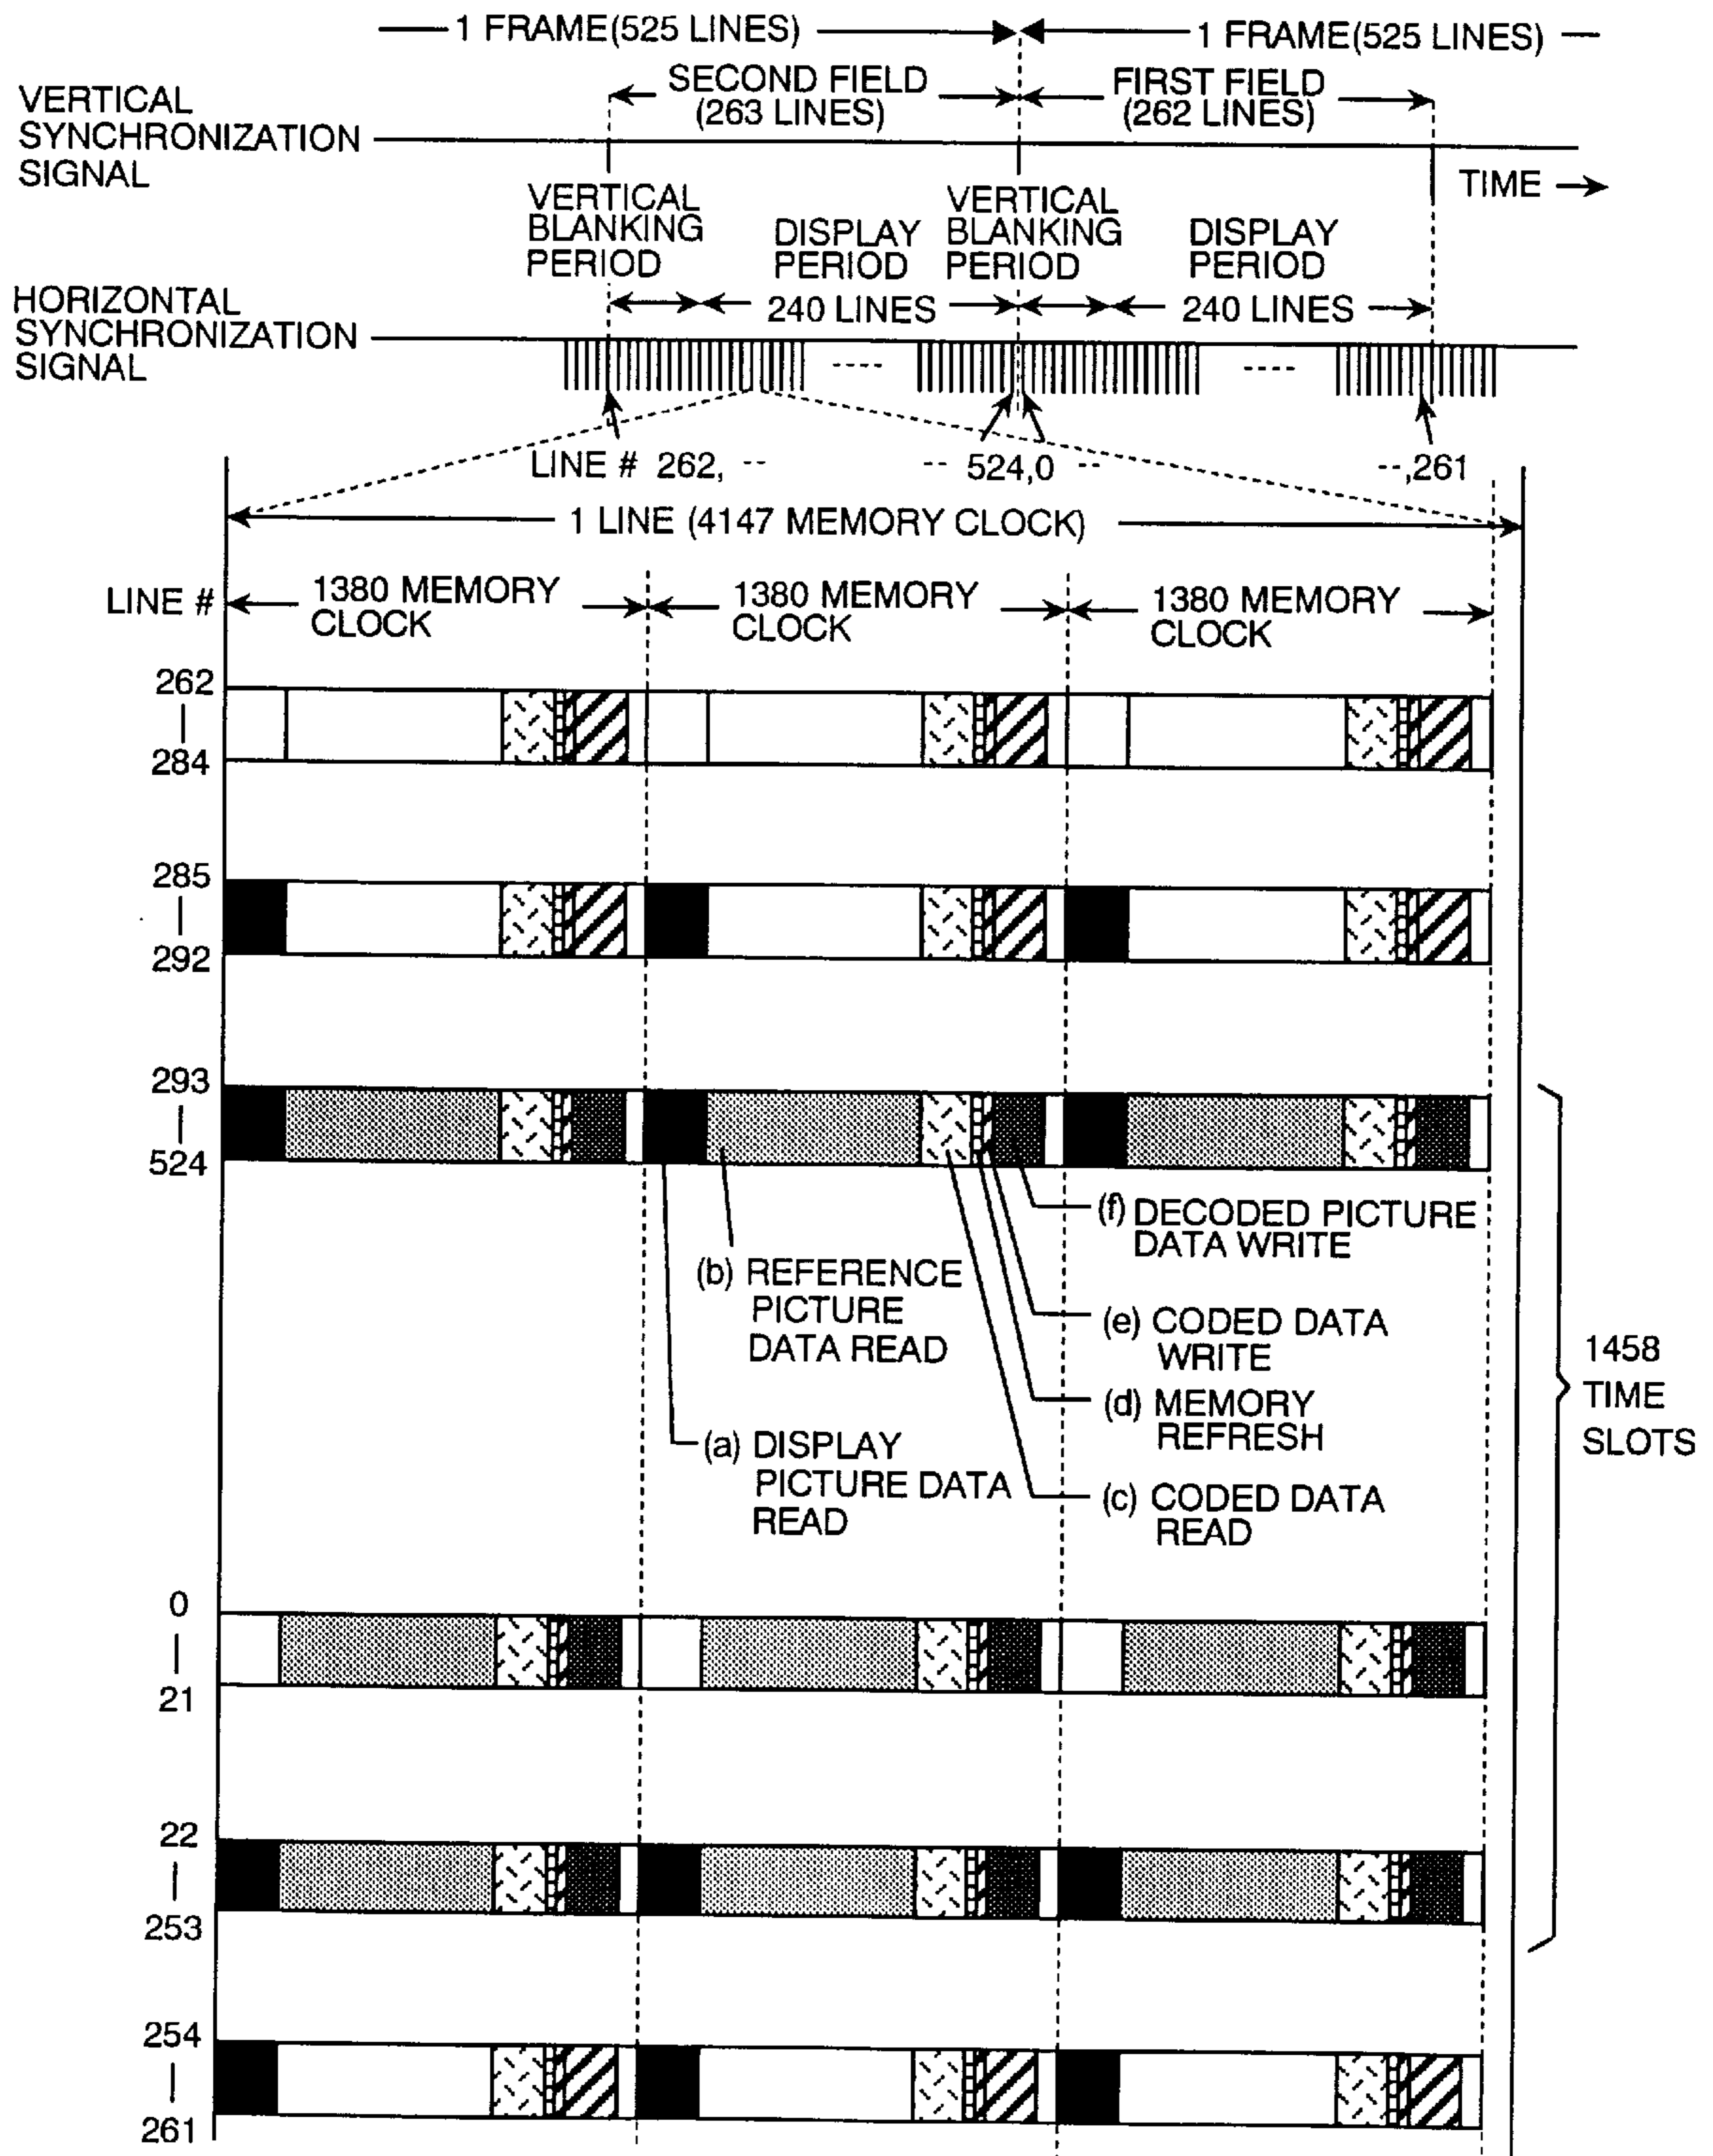 1 FRAME(525 LINES)
1 FRAME(525 LINES)
SECOND FIELD
(263 LINES)
FIRST FIELD
(262 LINES)
VERTICAL
SYNCHRONIZATION
SIGNAL
TIME
VERTICAL
BLANKING
PERIOD
DISPLAY
PERIOD
VERTICAL
BLANKING
PERIOD
DISPLAY
PERIOD
240 LINES
240 LINES
HORIZONTAL
SYNCHRONIZATION
SIGNAL
LINE # 262, --
-- 524,0 --
--,261
1 LINE (4147 MEMORY CLOCK)
LINE #
1380 MEMORY
CLOCK
1380 MEMORY
CLOCK
1380 MEMORY
CLOCK
262
284
285
292
293
524
(f) DECODED PICTURE
DATA WRITE
(b) REFERENCE
PICTURE
DATA READ
(e) CODED DATA
WRITE
(d) MEMORY
REFRESH
(a) DISPLAY
PICTURE DATA
READ
(c) CODED DATA
READ
1458
TIME
SLOTS
0
21
22
253
254
261